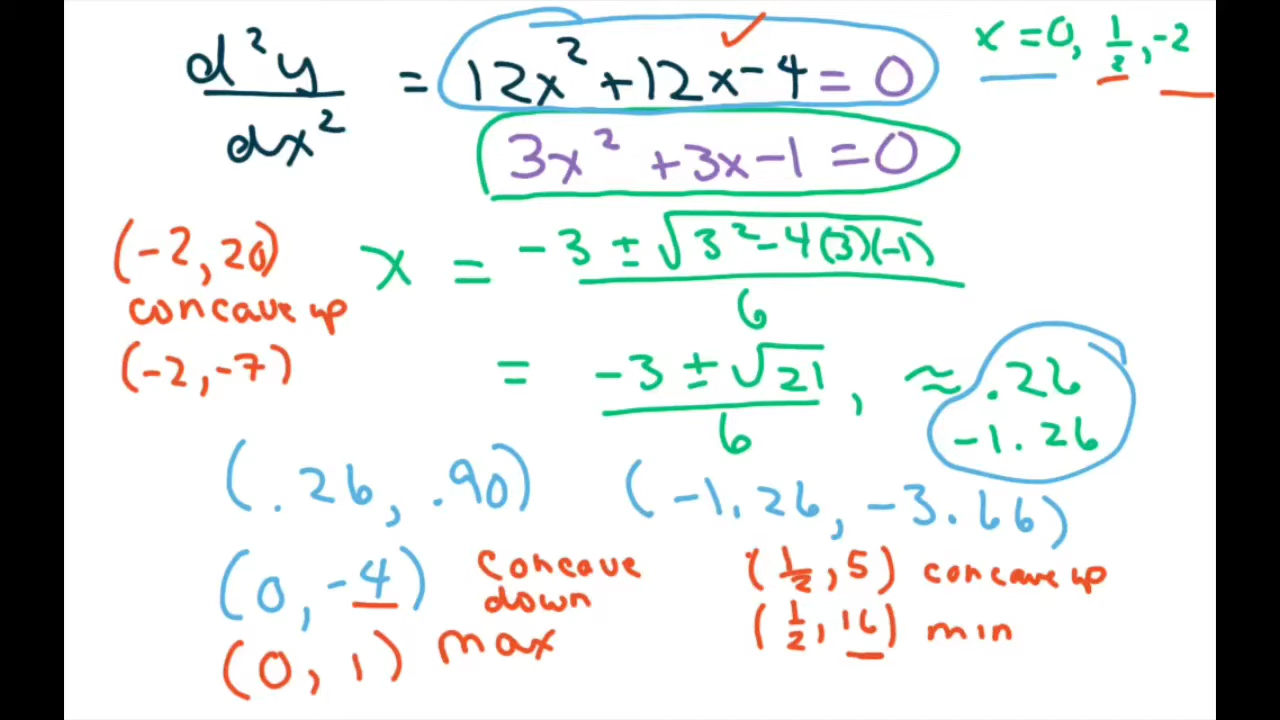 d²y/dx² = 12x² + 12x - 4 = 0
x = 0, 1/2, -2
3x² + 3x - 1 = 0
(-2, 20)
concave up
(-2, -7)
x = (-3 ± √(3² - 4(3)(-1)))/6
= (-3 ± √21)/6, ≈ .26
-1.26
(.26, .90) (-1.26, -3.66)
(0, -4) concave down
(0, 1) max
(1/2, 5) concave up
(1/2, 16) min